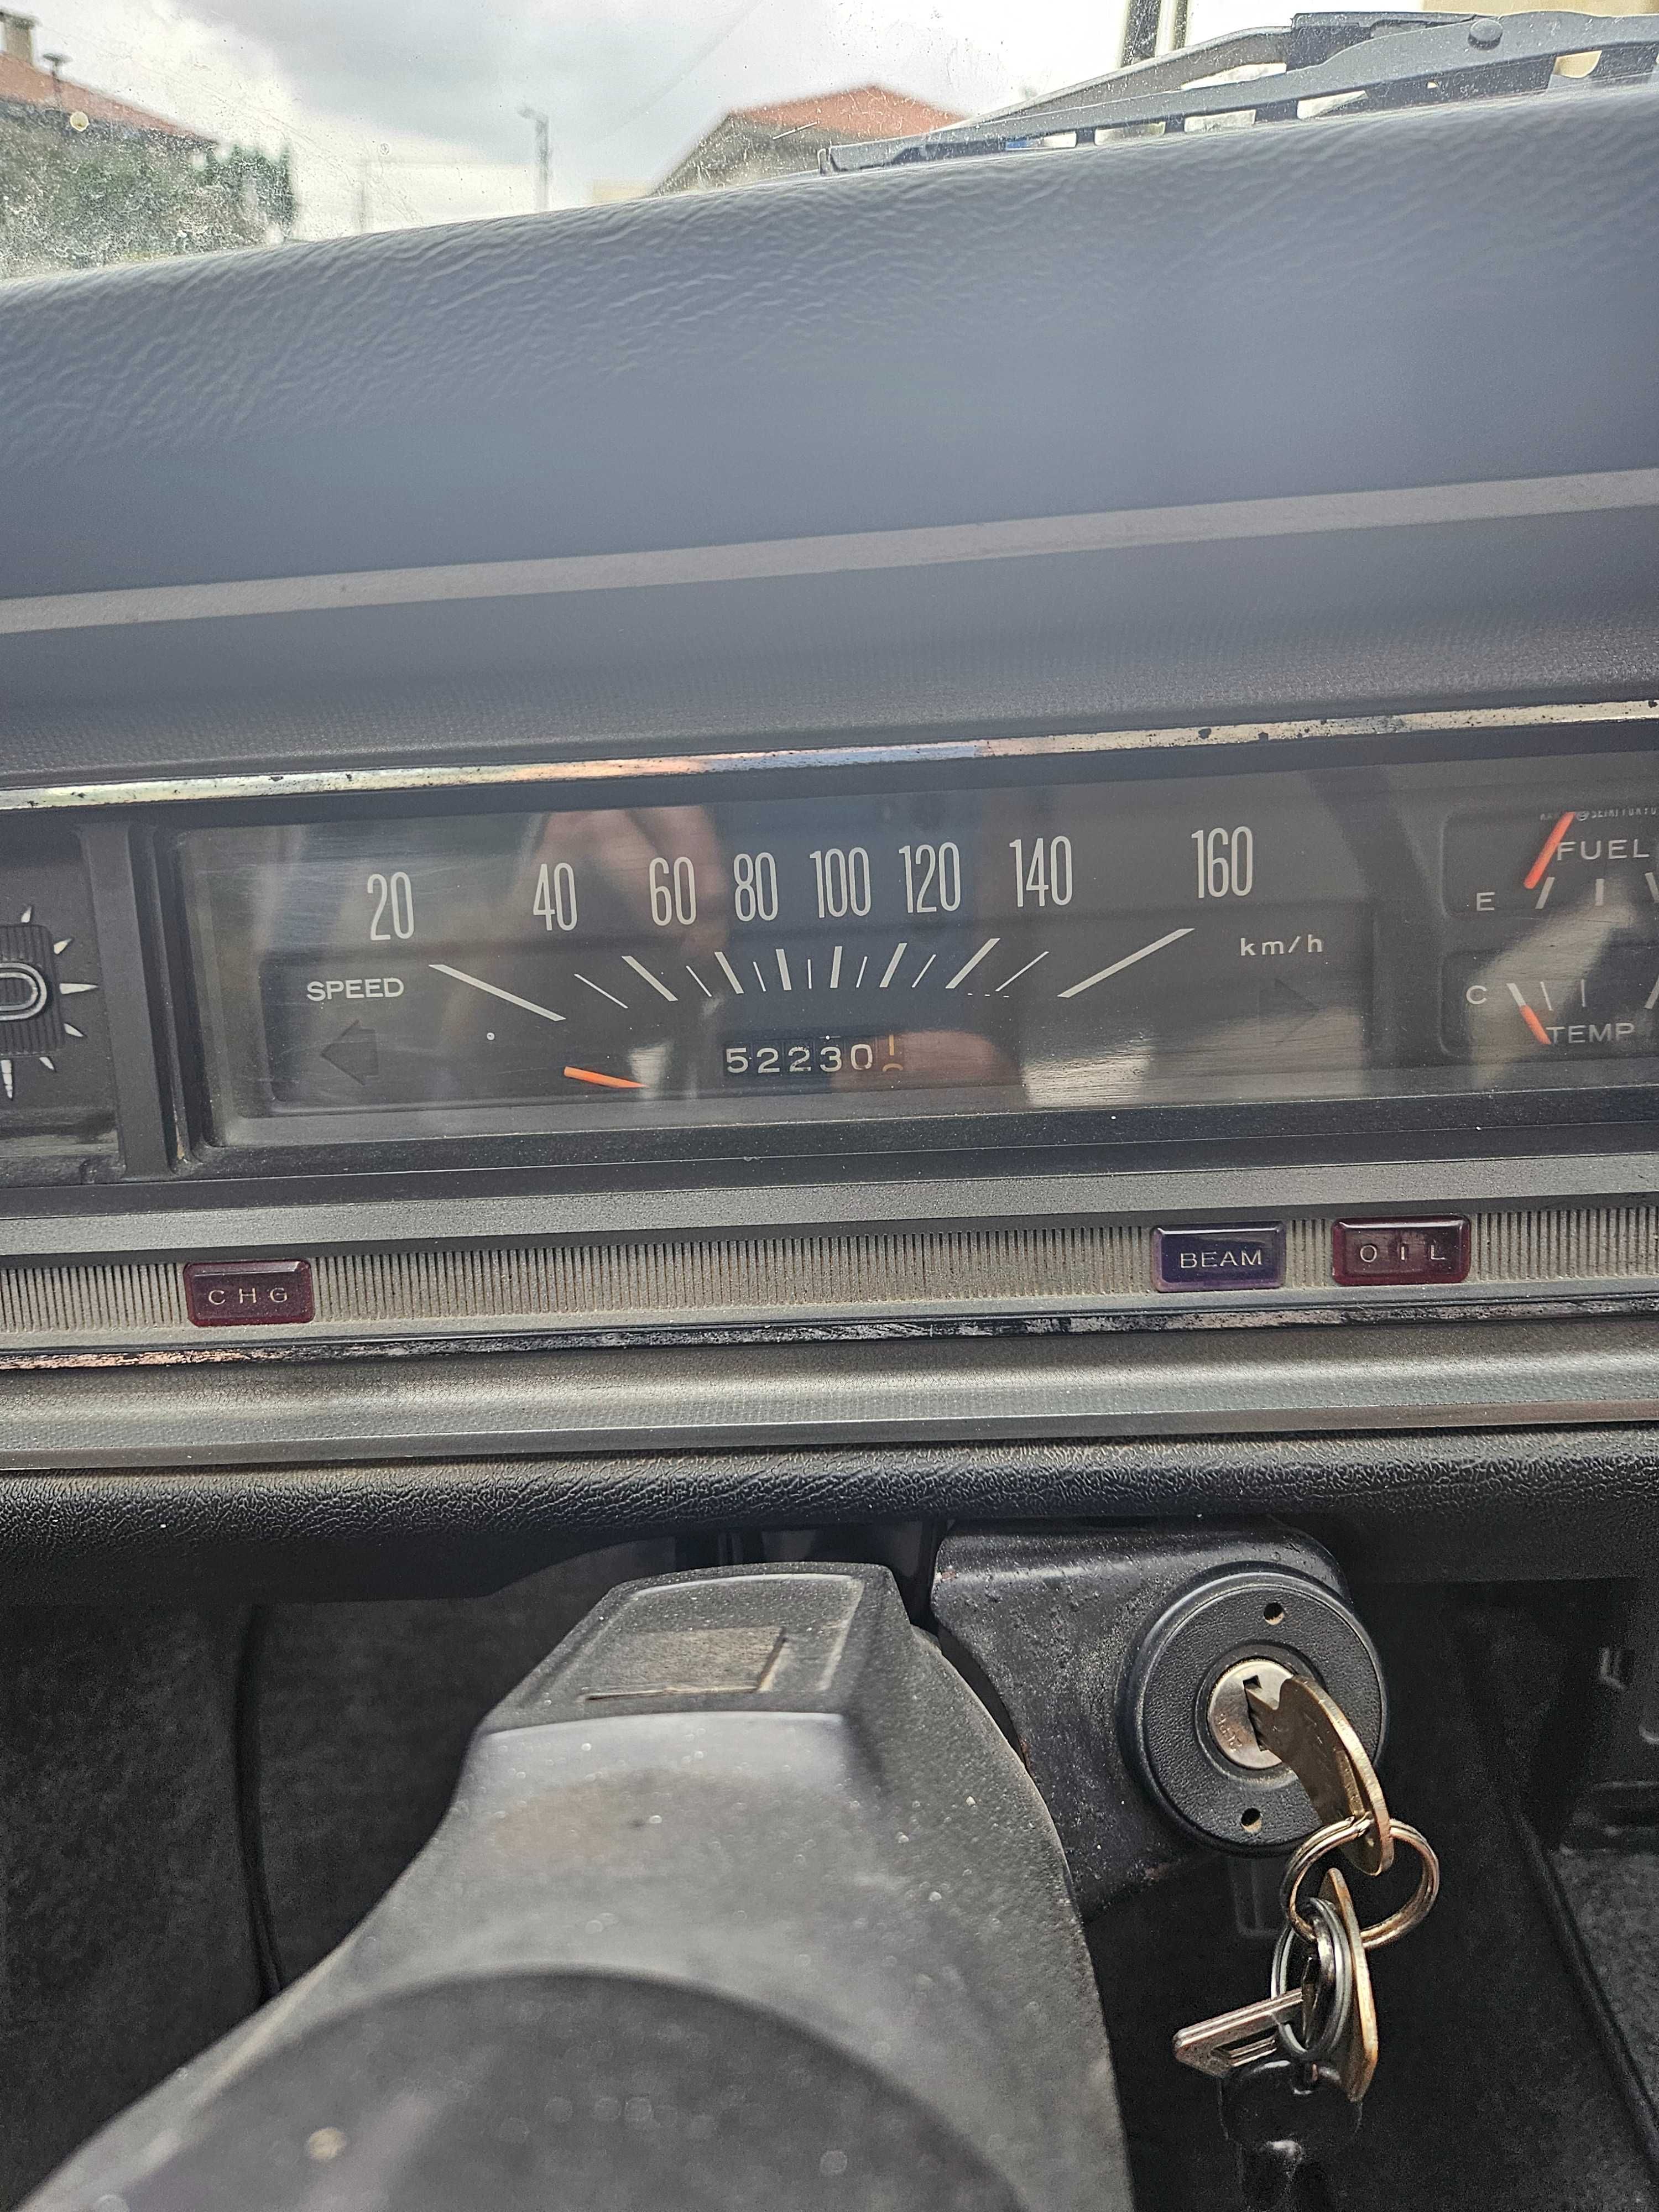 20 40 60 80 100 120 140 160
SPEED
km/h
52230
FUEL
E
C
TEMP
CHG
BEAM
OIL